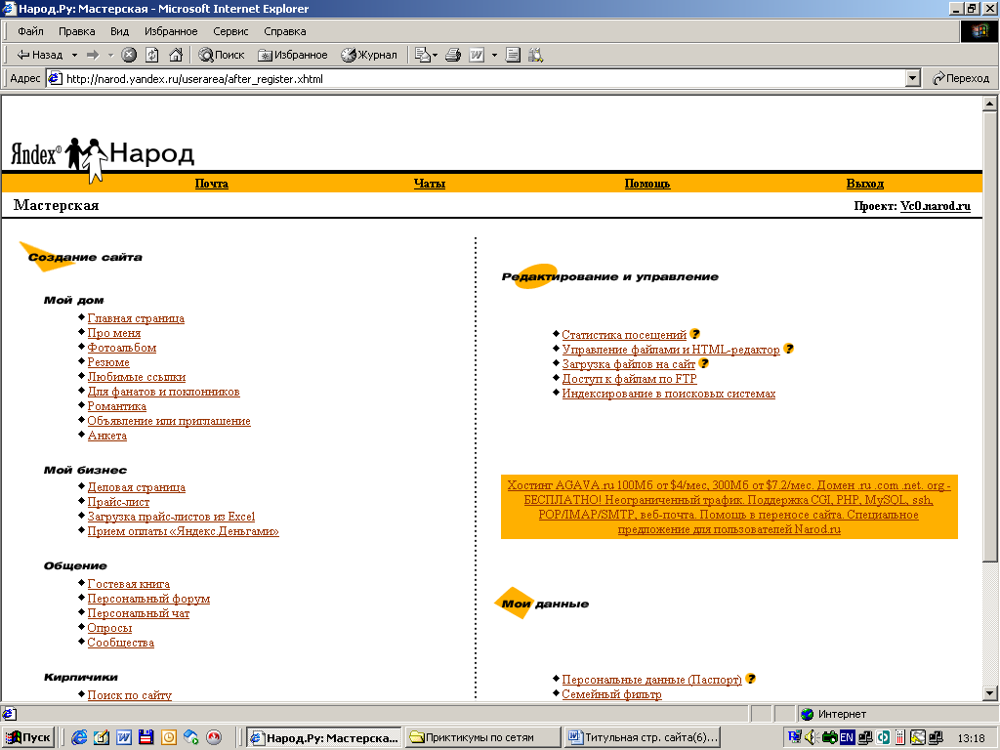 Народ.Ру: Мастерская - Microsoft Internet Explorer
Файл Правка Вид Избранное Сервис Справка
Назад Поиск Избранное Журнал
Адрес http://narod.yandex.ru/userarea/after_register.xhtml Переход
Яndex® Народ
Почта Чаты Помощь Выход
Мастерская Проект: Vc0.narod.ru
Создание сайта
Мой дом
Главная страница
Про меня
Фотоальбом
Резюме
Любимые ссылки
Для фанатов и поклонников
Романтика
Объявление или приглашение
Анкета
Мой бизнес
Деловая страница
Прайс-лист
Загрузка прайс-листов из Excel
Прием оплаты «Яндекс.Деньгами»
Общение
Гостевая книга
Персональный форум
Персональный чат
Опросы
Сообщества
Кирпичики
Поиск по сайту
Редактирование и управление
Статистика посещений ?
Управление файлами и HTML-редактор ?
Загрузка файлов на сайт ?
Доступ к файлам по FTP
Индексирование в поисковых системах
Хостинг AGAVA.ru 100Мб от $4/мес, 300Мб от $7.2/мес. Домен .ru .com .net. org -
БЕСПЛАТНО! Неограниченный трафик. Поддержка CGI, PHP, MySQL, ssh,
POP/IMAP/SMTP, веб-почта. Помощь в переносе сайта. Специальное
предложение для пользователей Narod.ru
Мои данные
Персональные данные (Паспорт) ?
Семейный фильтр
Интернет
Пуск Народ.Ру: Мастерска... Приктикумы по сетям Титульная стр. сайта(6)... EN 13:18